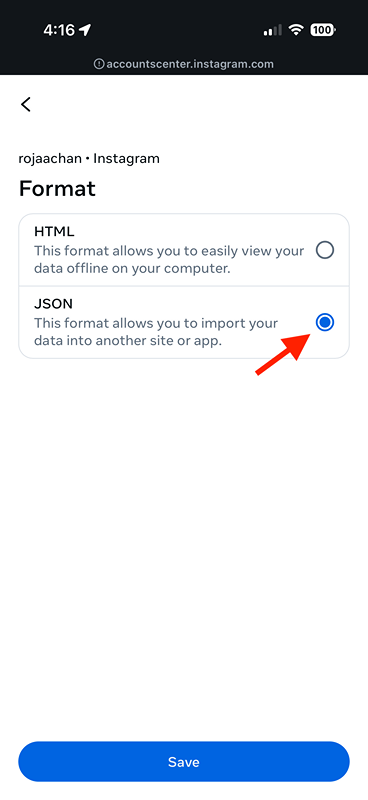 4:16
100
accountscenter.instagram.com
rojaachan • Instagram
Format
HTML
This format allows you to easily view your
data offline on your computer.
JSON
This format allows you to import your
data into another site or app.
Save